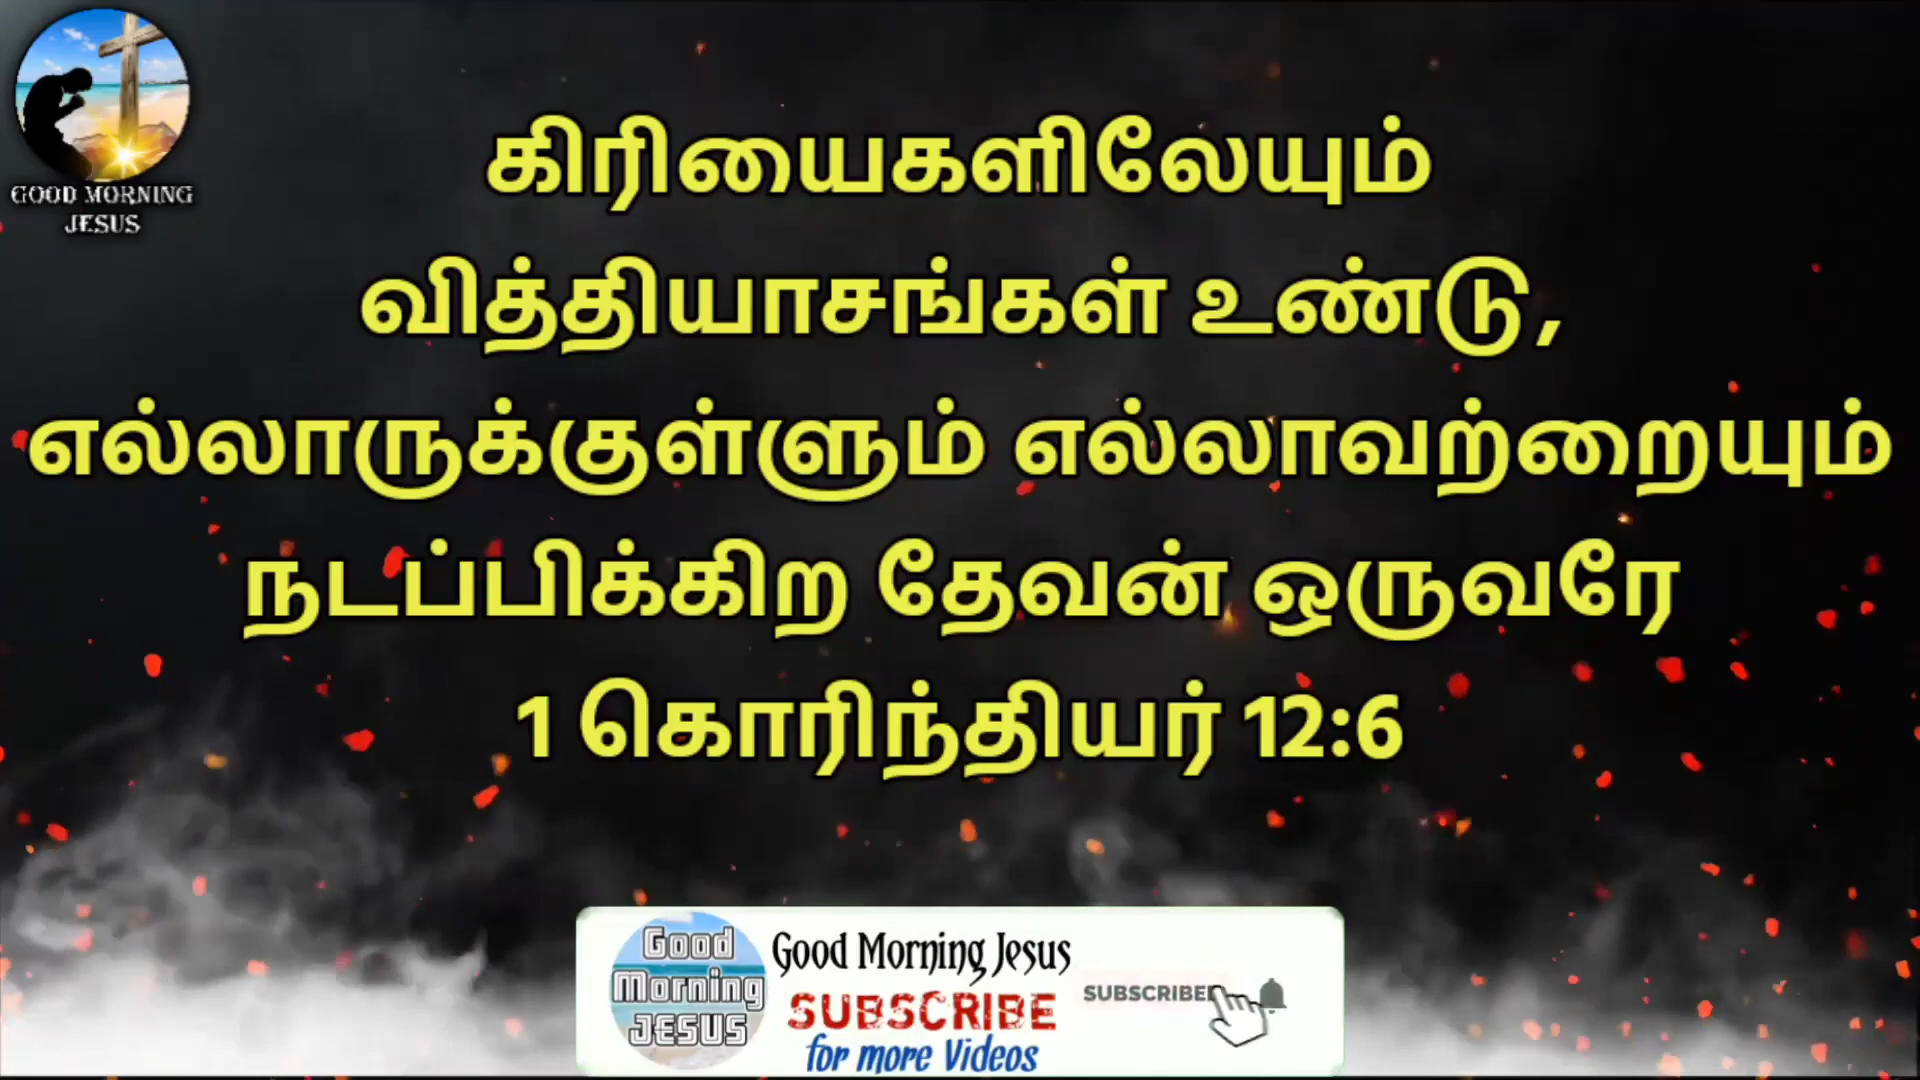 GOOD MORNING
JESUS
கிரியைகளிலேயும்
வித்தியாசங்கள் உண்டு,
எல்லாருக்குள்ளும் எல்லாவற்றையும்
நடப்பிக்கிற தேவன் ஒருவரே
1 கொரிந்தியர் 12:6
Good
Morning
JESUS
Good Morning Jesus
SUBSCRIBE
for more Videos
SUBSCRIBED